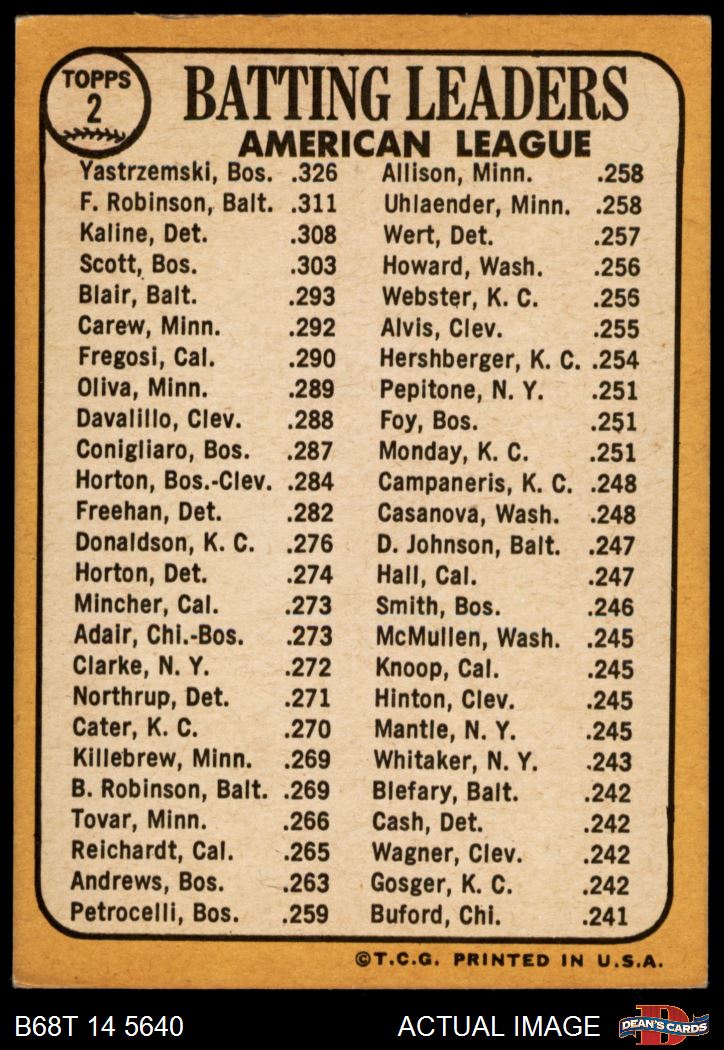 TOPPS
2
BATTING LEADERS
AMERICAN LEAGUE
Yastrzemski, Bos. .326
F. Robinson, Balt. .311
Kaline, Det. .308
Scott, Bos. .303
Blair, Balt. .293
Carew, Minn. .292
Fregosi, Cal. .290
Oliva, Minn. .289
Davalillo, Clev. .288
Conigliaro, Bos. .287
Horton, Bos.-Clev. .284
Freehan, Det. .282
Donaldson, K. C. .276
Horton, Det. .274
Mincher, Cal. .273
Adair, Chi.-Bos. .273
Clarke, N. Y. .272
Northrup, Det. .271
Cater, K. C. .270
Killebrew, Minn. .269
B. Robinson, Balt. .269
Tovar, Minn. .266
Reichardt, Cal. .265
Andrews, Bos. .263
Petrocelli, Bos. .259
Allison, Minn. .258
Uhlaender, Minn. .258
Wert, Det. .257
Howard, Wash. .256
Webster, K. C. .256
Alvis, Clev. .255
Hershberger, K. C. .254
Pepitone, N. Y. .251
Foy, Bos. .251
Monday, K. C. .251
Campaneris, K. C. .248
Casanova, Wash. .248
D. Johnson, Balt. .247
Hall, Cal. .247
Smith, Bos. .246
McMullen, Wash. .245
Knoop, Cal. .245
Hinton, Clev. .245
Mantle, N. Y. .245
Whitaker, N. Y. .243
Blefary, Balt. .242
Cash, Det. .242
Wagner, Clev. .242
Gosger, K. C. .242
Buford, Chi. .241
©T.C.G. PRINTED IN U.S.A.
B68T 14 5640
ACTUAL IMAGE
D
DEAN'S CARDS